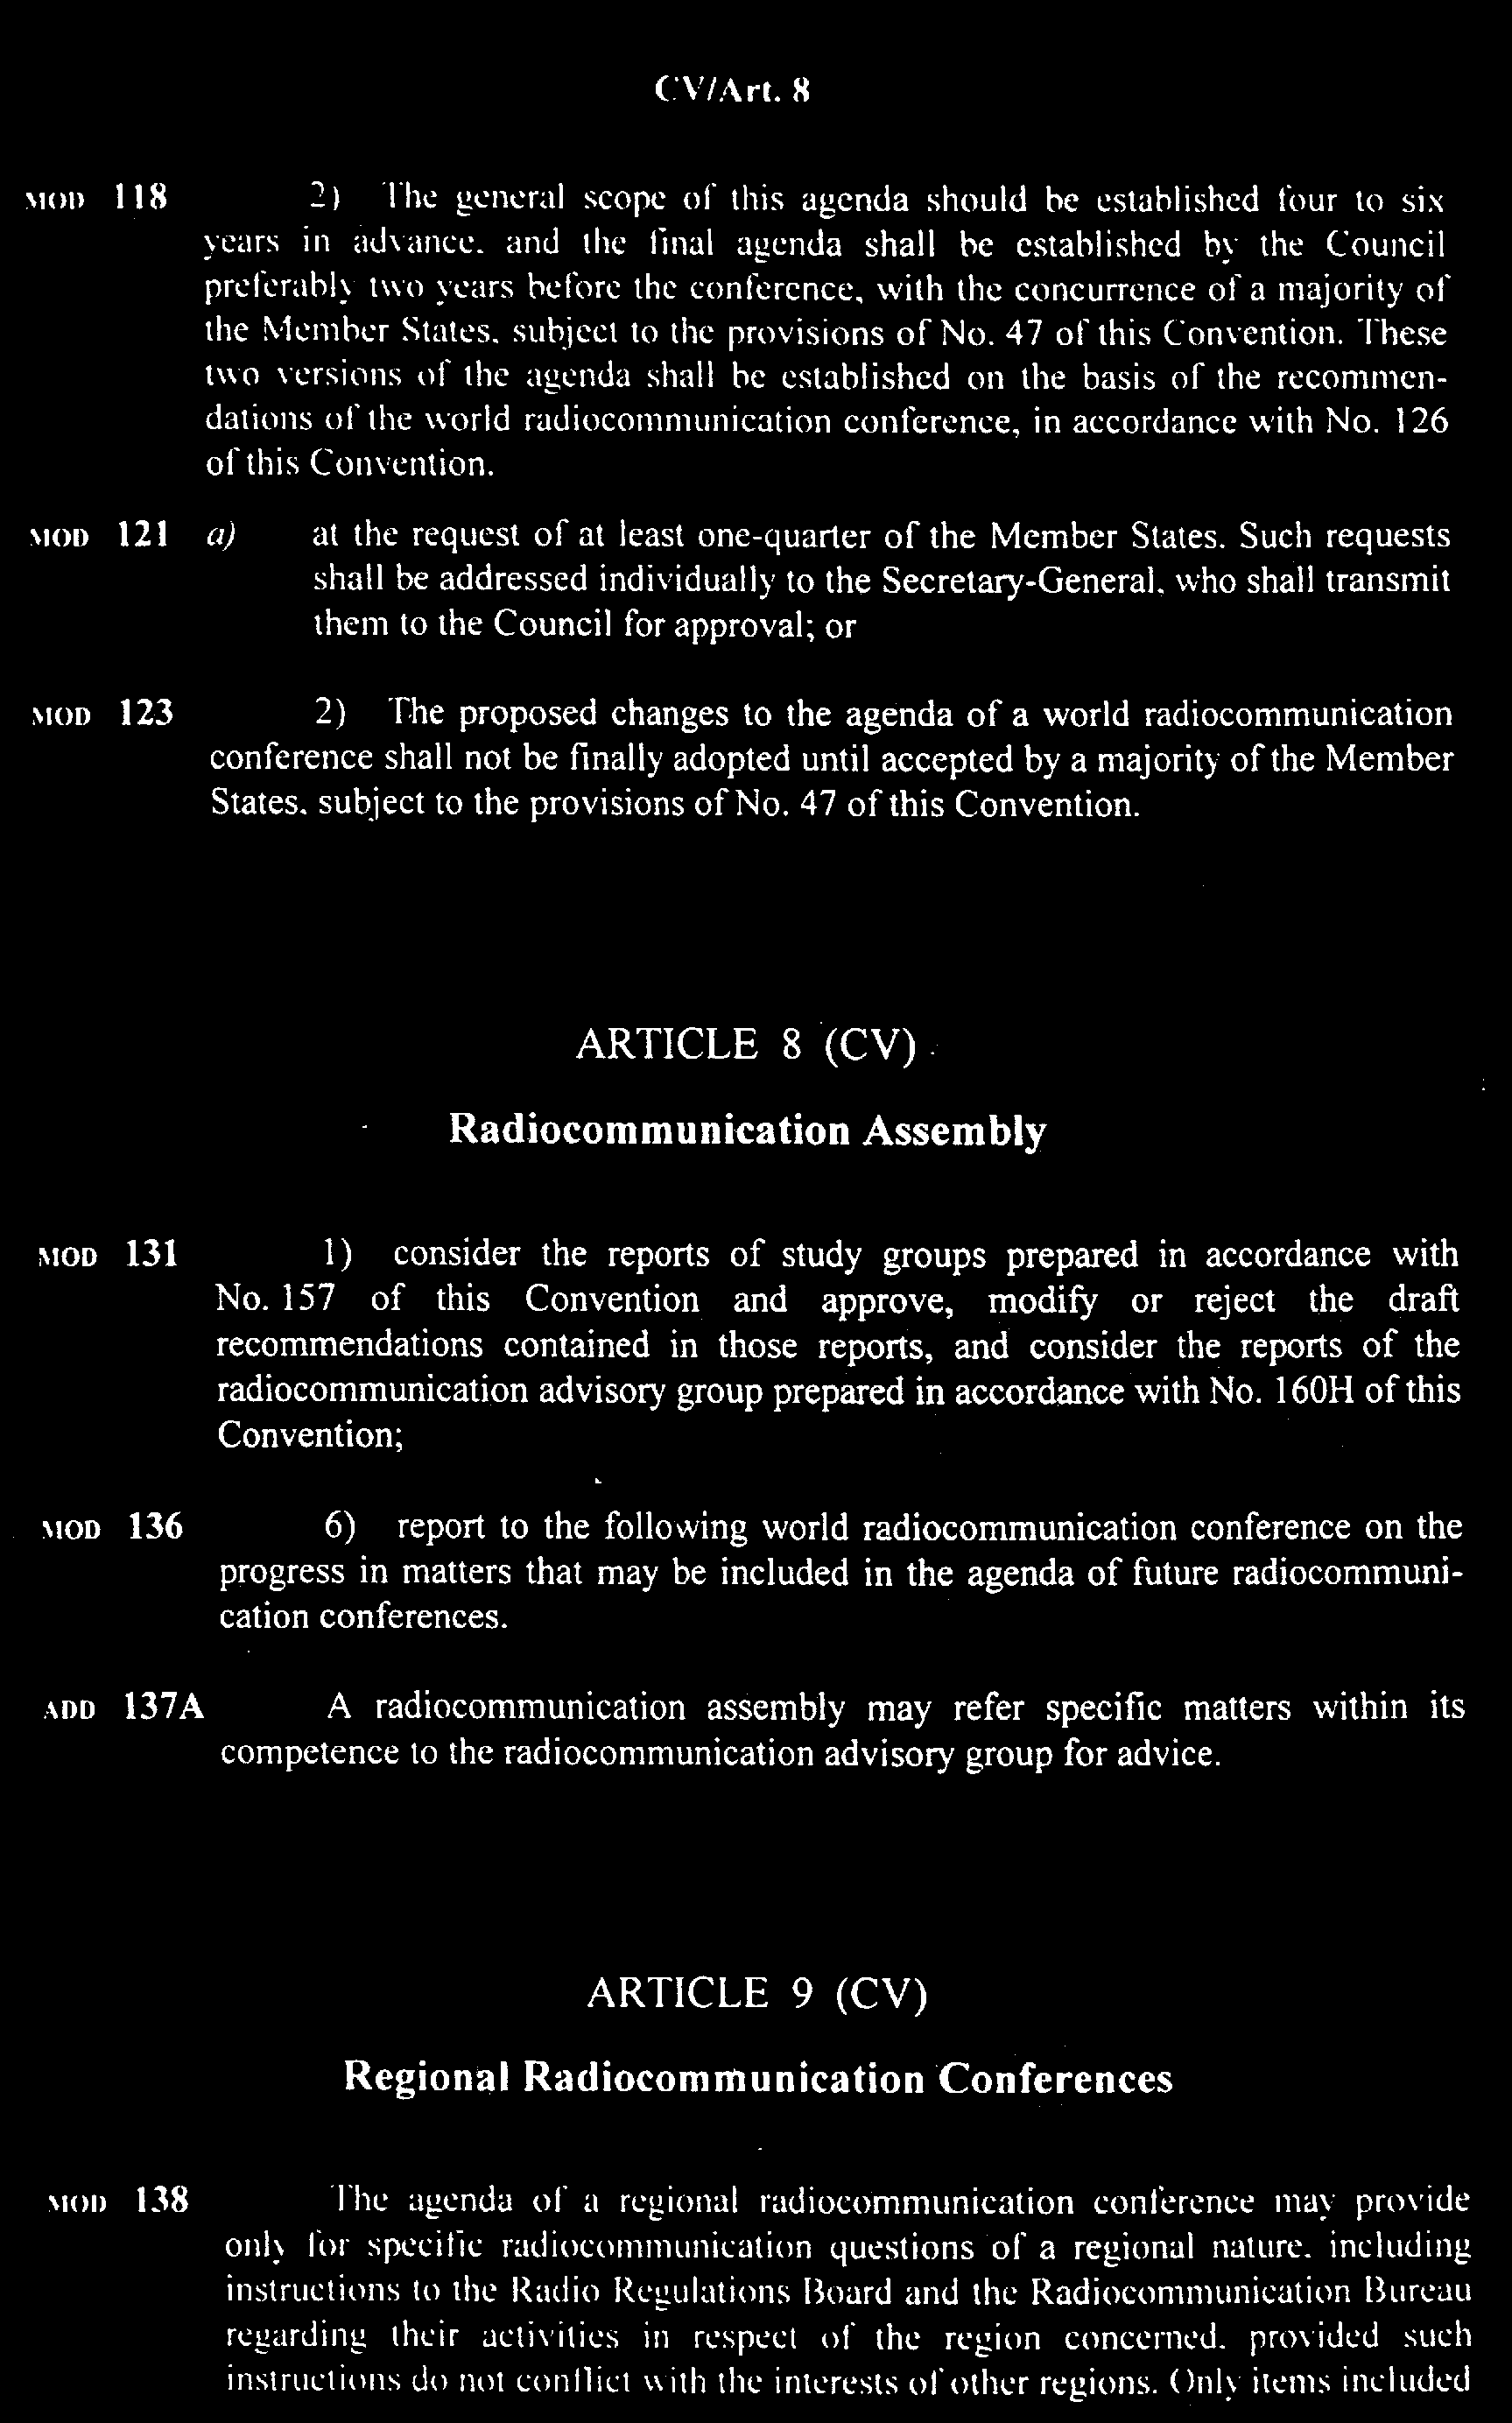 CV/Art. 8
MOD 118 2) The general scope of this agenda should be established four to six
years in advance, and the final agenda shall be established by the Council
preferably two years before the conference, with the concurrence of a majority of
the Member States, subject to the provisions of No. 47 of this Convention. These
two versions of the agenda shall be established on the basis of the recommen-
dations of the world radiocommunication conference, in accordance with No. 126
of this Convention.
MOD 121 a) at the request of at least one-quarter of the Member States. Such requests
shall be addressed individually to the Secretary-General, who shall transmit
them to the Council for approval; or
MOD 123 2) The proposed changes to the agenda of a world radiocommunication
conference shall not be finally adopted until accepted by a majority of the Member
States, subject to the provisions of No. 47 of this Convention.
ARTICLE 8 (CV)
Radiocommunication Assembly
MOD 131 1) consider the reports of study groups prepared in accordance with
No. 157 of this Convention and approve, modify or reject the draft
recommendations contained in those reports, and consider the reports of the
radiocommunication advisory group prepared in accordance with No. 160H of this
Convention;
MOD 136 6) report to the following world radiocommunication conference on the
progress in matters that may be included in the agenda of future radiocommuni-
cation conferences.
ADD 137A A radiocommunication assembly may refer specific matters within its
competence to the radiocommunication advisory group for advice.
ARTICLE 9 (CV)
Regional Radiocommunication Conferences
MOD 138 The agenda of a regional radiocommunication conference may provide
only for specific radiocommunication questions of a regional nature, including
instructions to the Radio Regulations Board and the Radiocommunication Bureau
regarding their activities in respect of the region concerned, provided such
instructions do not conflict with the interests of other regions. Only items included